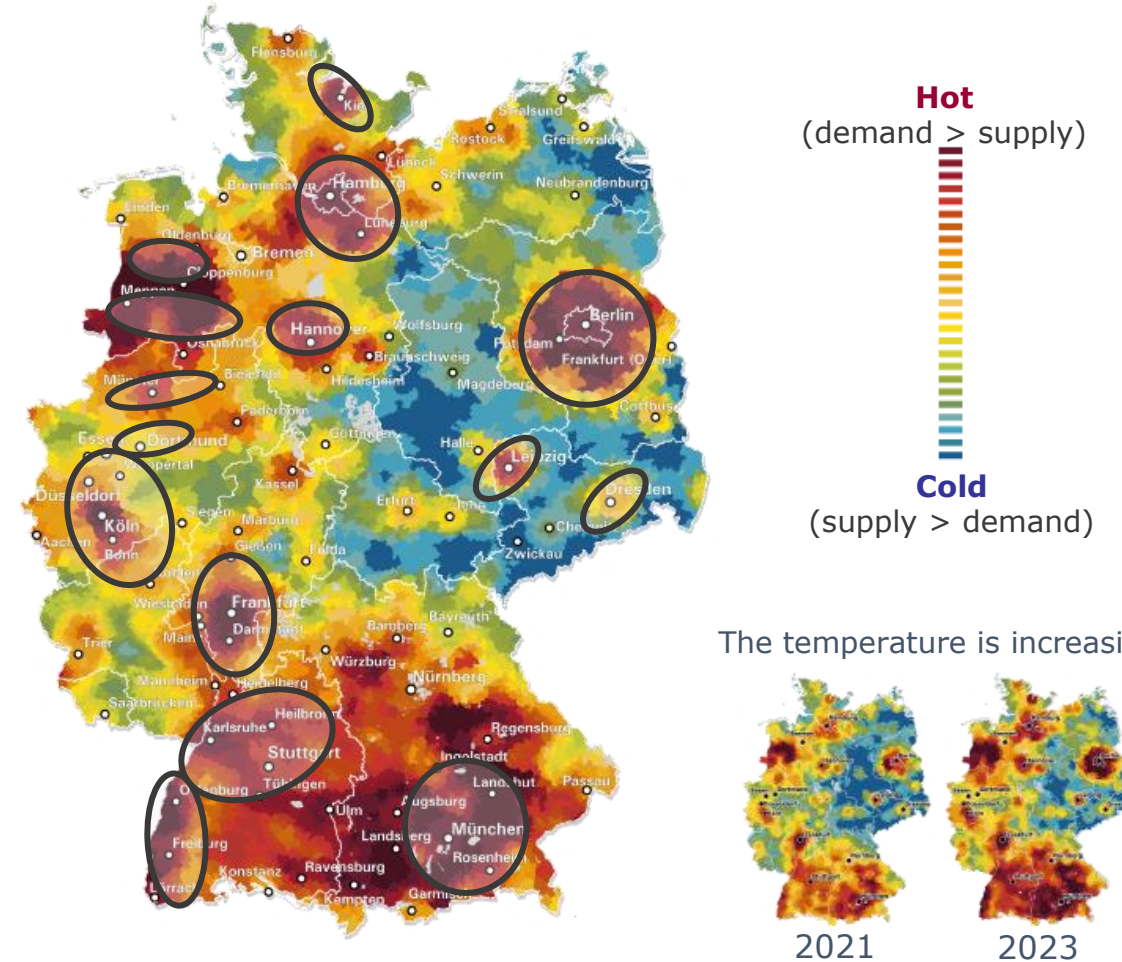 Flensburg
Kiel
Stralsund
Rostock
Greifswald
Lübeck
Hamburg
Schwerin
Bremerhaven
Neubrandenburg
Emden
Lüneburg
Oldenburg
Bremen
Cloppenburg
Meppen
Berlin
Hannover
Wolfsburg
Potsdam
Osnabrück
Braunschweig
Frankfurt (Oder)
Münster
Bielefeld
Hildesheim
Magdeburg
Paderborn
Cottbus
Essen
Dortmund
Göttingen
Halle
Leipzig
Wuppertal
Kassel
Düsseldorf
Dresden
Erfurt
Jena
Köln
Siegen
Marburg
Chemnitz
Aachen
Bonn
Gießen
Fulda
Zwickau
Koblenz
Wiesbaden
Frankfurt
Bayreuth
Trier
Mainz
Darmstadt
Bamberg
Würzburg
Mannheim
Heidelberg
Nürnberg
Saarbrücken
Karlsruhe
Heilbronn
Regensburg
Stuttgart
Ingolstadt
Offenburg
Tübingen
Landshut
Passau
Ulm
Augsburg
Freiburg
Landsberg
München
Rosenheim
Konstanz
Ravensburg
Lörrach
Kempten
Hot
(demand > supply)
Cold
(supply > demand)
The temperature is increasi
2021
2023